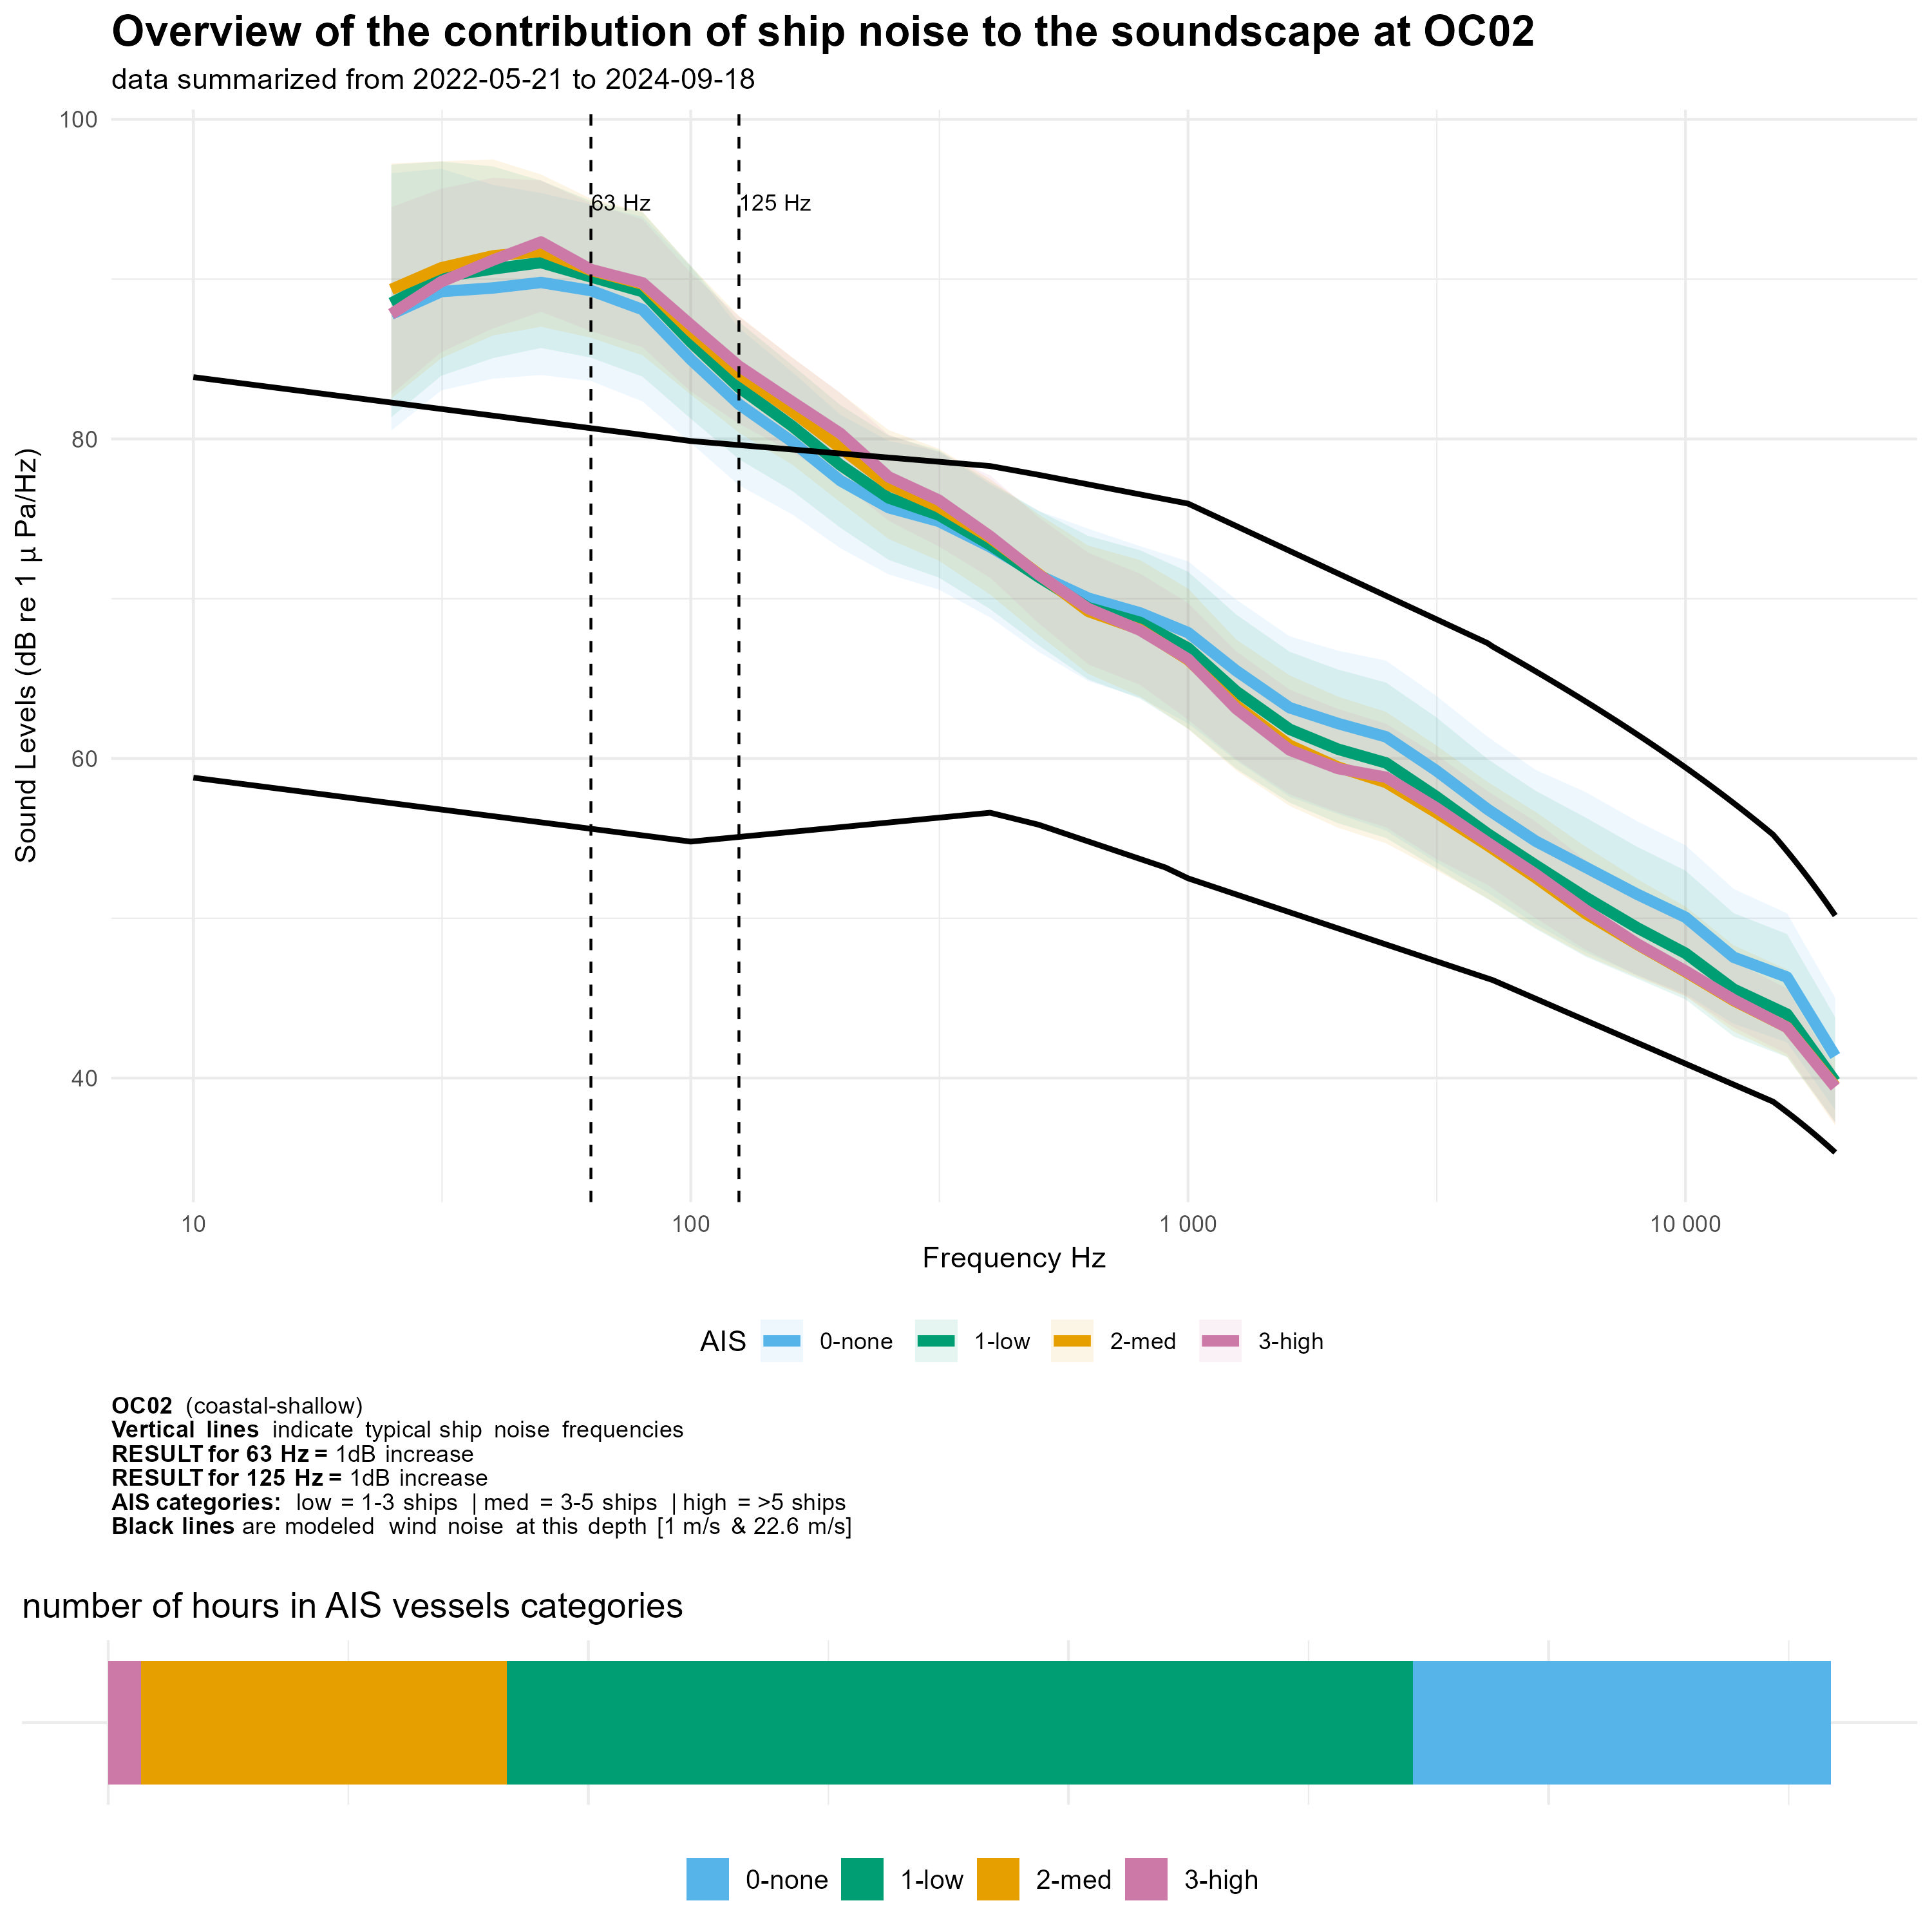 Overview of the contribution of ship noise to the soundscape at OC02
data summarized from 2022-05-21 to 2024-09-18
100
80
60
40
Sound Levels (dB re 1 μ Pa/Hz)
63 Hz
125 Hz
10
100
1 000
10 000
Frequency Hz
AIS 0-none 1-low 2-med 3-high
OC02 (coastal-shallow)
Vertical lines indicate typical ship noise frequencies
RESULT for 63 Hz = 1dB increase
RESULT for 125 Hz = 1dB increase
AIS categories: low = 1-3 ships | med = 3-5 ships | high = >5 ships
Black lines are modeled wind noise at this depth [1 m/s & 22.6 m/s]
number of hours in AIS vessels categories
0-none 1-low 2-med 3-high